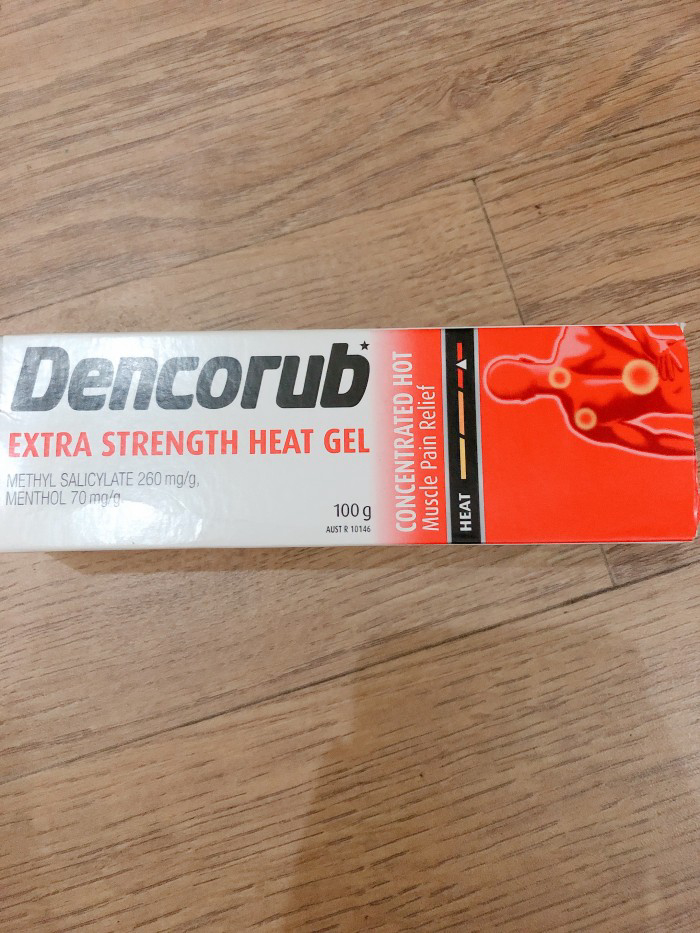 Dencorub*
EXTRA STRENGTH HEAT GEL
METHYL SALICYLATE 260 mg/g,
MENTHOL 70 mg/g.
100 g
AUST R 10146
CONCENTRATED HOT
Muscle Pain Relief
HEAT